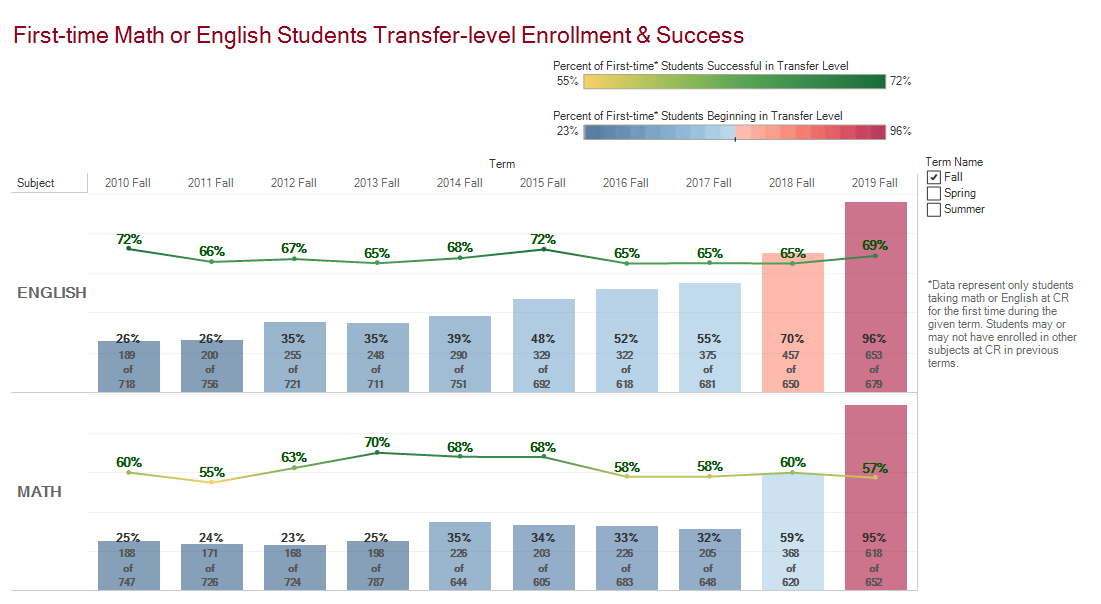 First-time Math or English Students Transfer-level Enrollment & Success
Percent of First-time* Students Successful in Transfer Level
55% 72%
Percent of First-time* Students Beginning in Transfer Level
23% 96%
Term
Subject 2010 Fall 2011 Fall 2012 Fall 2013 Fall 2014 Fall 2015 Fall 2016 Fall 2017 Fall 2018 Fall 2019 Fall
Term Name
Fall
Spring
Summer
ENGLISH
72% 66% 67% 65% 68% 72% 65% 65% 65% 69%
26% 26% 35% 35% 39% 48% 52% 55% 70% 96%
189 200 255 248 290 329 322 375 457 653
of of of of of of of of of of
718 756 721 711 751 692 618 681 650 679
MATH
60% 55% 63% 70% 68% 68% 58% 58% 60% 57%
25% 24% 23% 25% 35% 34% 33% 32% 59% 95%
188 171 168 198 226 203 226 205 368 618
of of of of of of of of of of
747 726 724 787 644 605 683 648 620 652
*Data represent only students
taking math or English at CR
for the first time during the
given term. Students may or
may not have enrolled in other
subjects at CR in previous
terms.